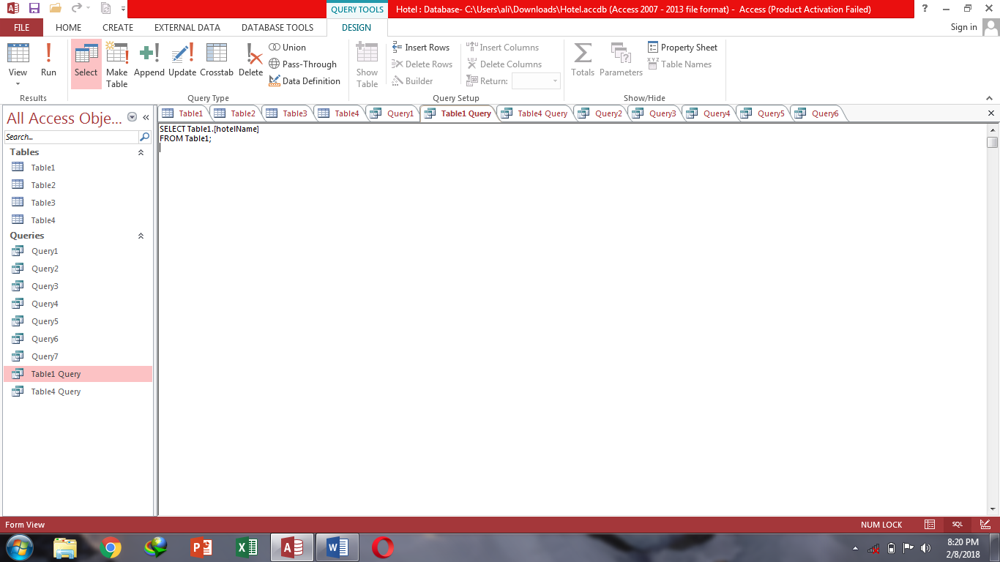 QUERY TOOLS
Hotel : Database- C:\Users\ali\Downloads\Hotel.accdb (Access 2007 - 2013 file format) - Access (Product Activation Failed)
?
FILE HOME CREATE EXTERNAL DATA DATABASE TOOLS DESIGN Sign in
View Run Select Make Table Append Update Crosstab Delete
Union
Pass-Through
Data Definition
Show Table
Insert Rows
Delete Rows
Builder
Insert Columns
Delete Columns
Return:
Totals Parameters
Property Sheet
Table Names
Results Query Type Query Setup Show/Hide
All Access Obje...
Search...
Tables
Table1
Table2
Table3
Table4
Queries
Query1
Query2
Query3
Query4
Query5
Query6
Query7
Table1 Query
Table4 Query
Table1 Table2 Table3 Table4 Query1 Table1 Query Table4 Query Query2 Query3 Query4 Query5 Query6
SELECT Table1.[hotelName]
FROM Table1;
Form View NUM LOCK SQL
8:20 PM
2/8/2018